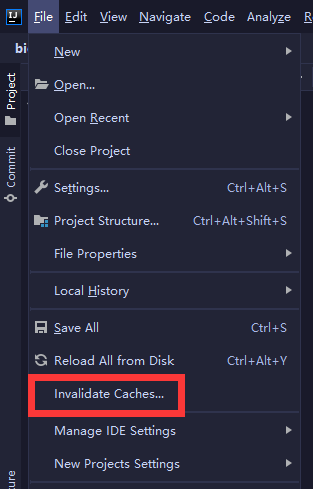 IJ File Edit View Navigate Code Analyze
New
Project
Open...
Open Recent
Close Project
Commit
Settings... Ctrl+Alt+S
Project Structure... Ctrl+Alt+Shift+S
File Properties
Local History
Save All Ctrl+S
Reload All from Disk Ctrl+Alt+Y
Invalidate Caches...
Manage IDE Settings
New Projects Settings